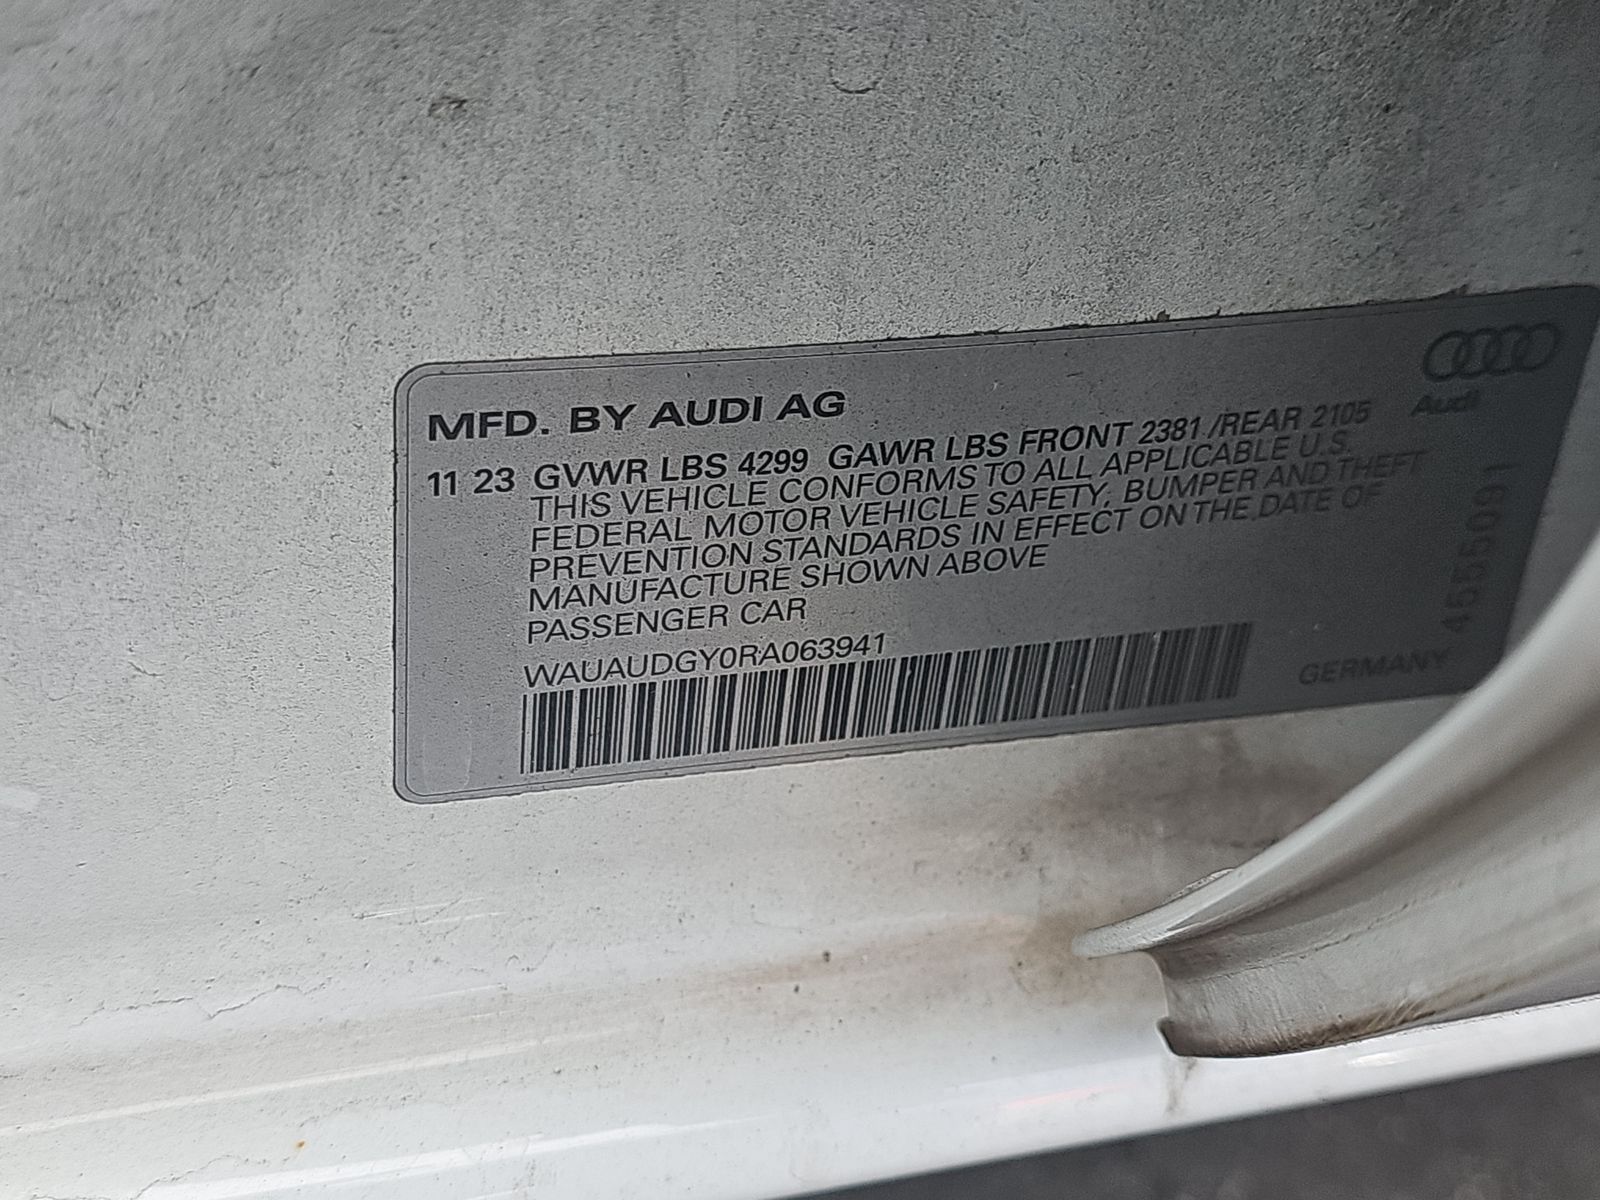 MFD. BY AUDI AG
Audi
11 23 GVWR LBS 4299 GAWR LBS FRONT 2381 /REAR 2105
THIS VEHICLE CONFORMS TO ALL APPLICABLE U.S.
FEDERAL MOTOR VEHICLE SAFETY, BUMPER AND THEFT
PREVENTION STANDARDS IN EFFECT ON THE DATE OF
MANUFACTURE SHOWN ABOVE
PASSENGER CAR
WAUAUDGY0RA063941
GERMANY